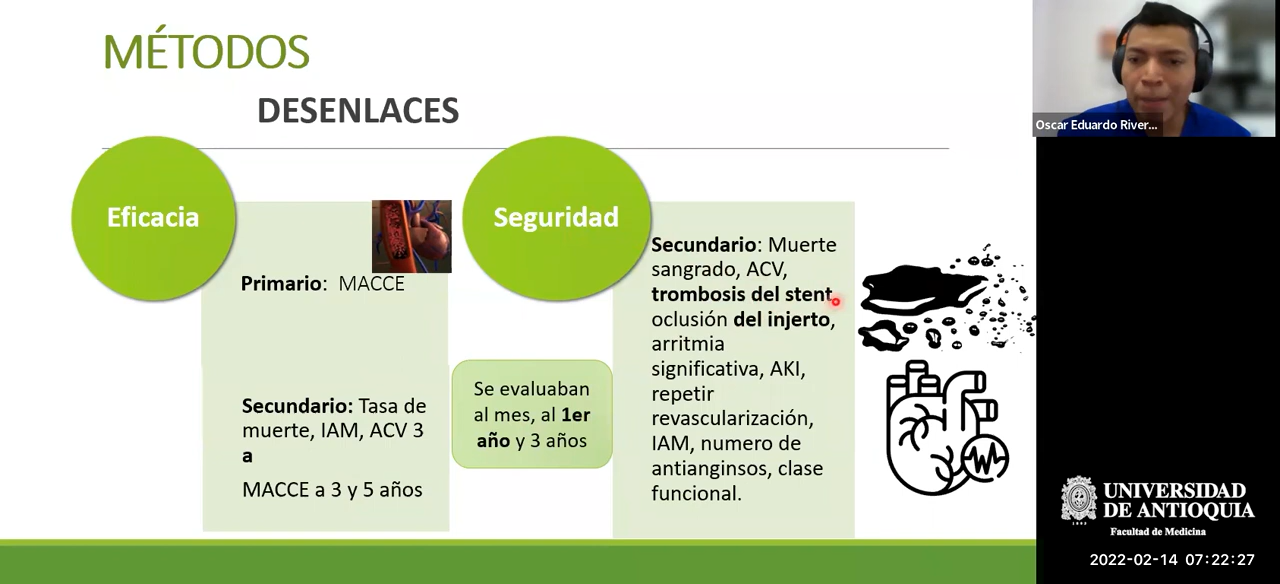 MÉTODOS
DESENLACES
Eficacia
Primario: MACCE
Secundario: Tasa de
muerte, IAM, ACV 3
a
MACCE a 3 y 5 años
Se evaluaban
al mes, al 1er
año y 3 años
Seguridad
Secundario: Muerte
sangrado, ACV,
trombosis del stent,
oclusión del injerto,
arritmia
significativa, AKI,
repetir
revascularización,
IAM, numero de
antianginsos, clase
funcional.
Oscar Eduardo River...
UNIVERSIDAD
DE ANTIOQUIA
1803
Facultad de Medicina
2022-02-14 07:22:27